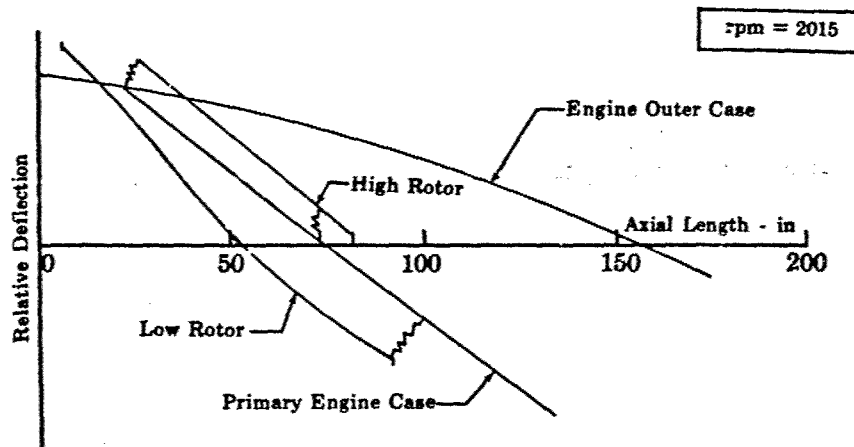 rpm = 2015
Engine Outer Case
High Rotor
Axial Length - in
0
50
100
150
200
Relative Deflection
Low Rotor
Primary Engine Case